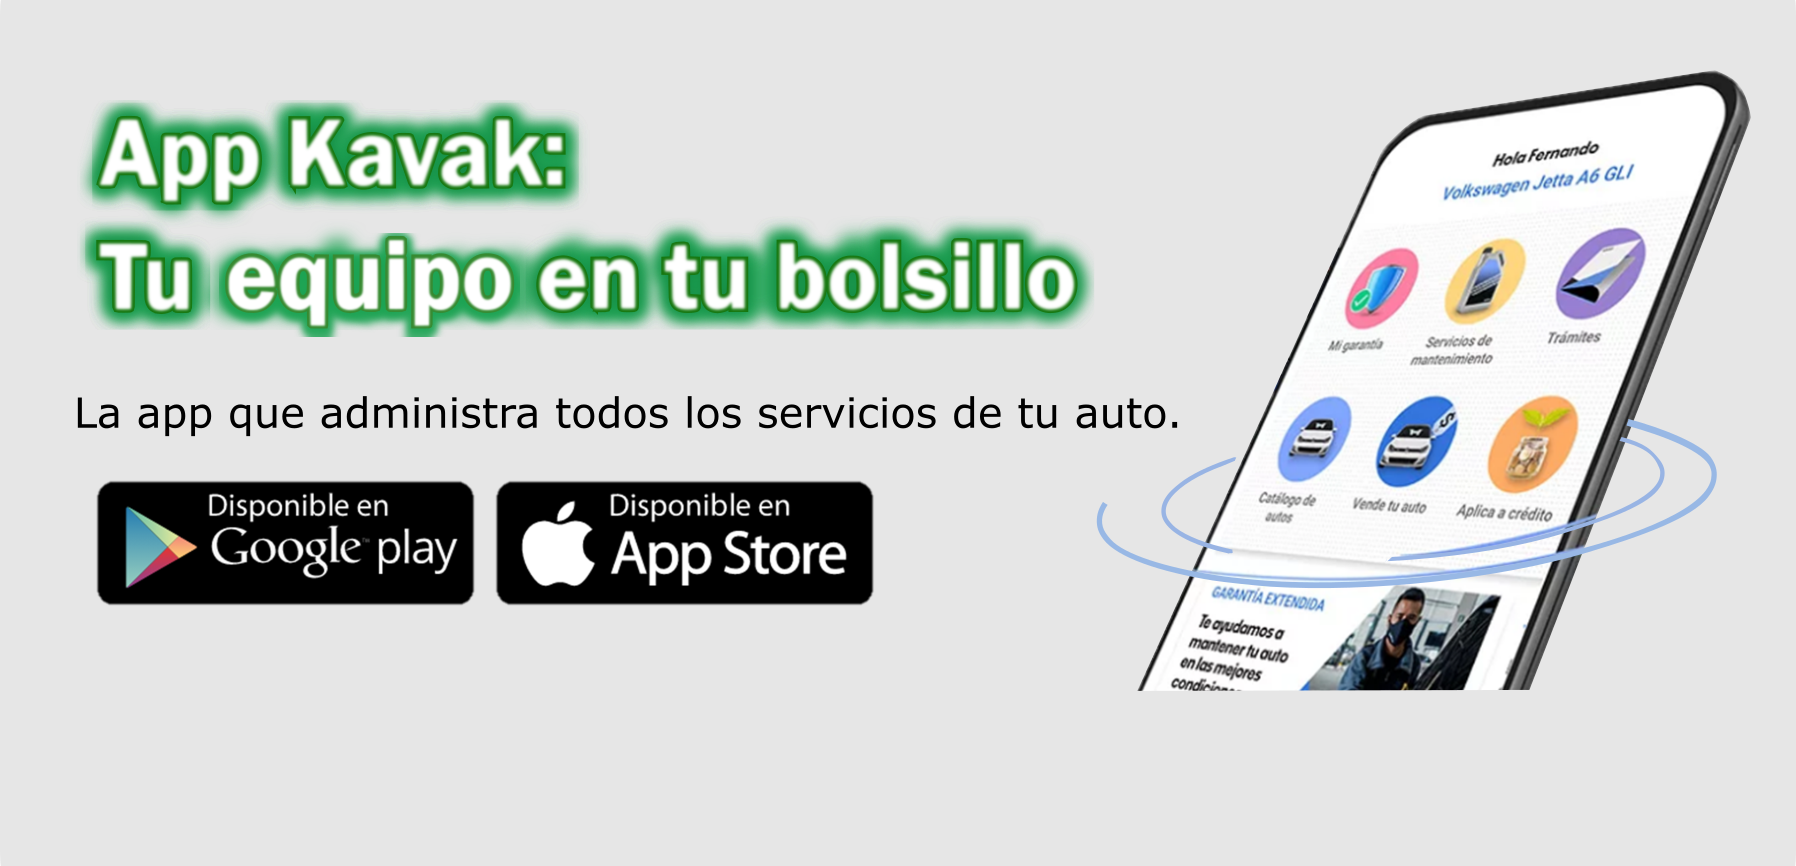 App Kavak:
Tu equipo en tu bolsillo
La app que administra todos los servicios de tu auto.
Disponible en
Google play
Disponible en
App Store
Hola Fernando
Volkswagen Jetta A6 GLI
Mi garantía
Servicios de
mantenimiento
Trámites
Catálogo de
autos
Vende tu auto
Aplica a crédito
GARANTÍA EXTENDIDA
Te ayudamos a
mantener tu auto
en las mejores